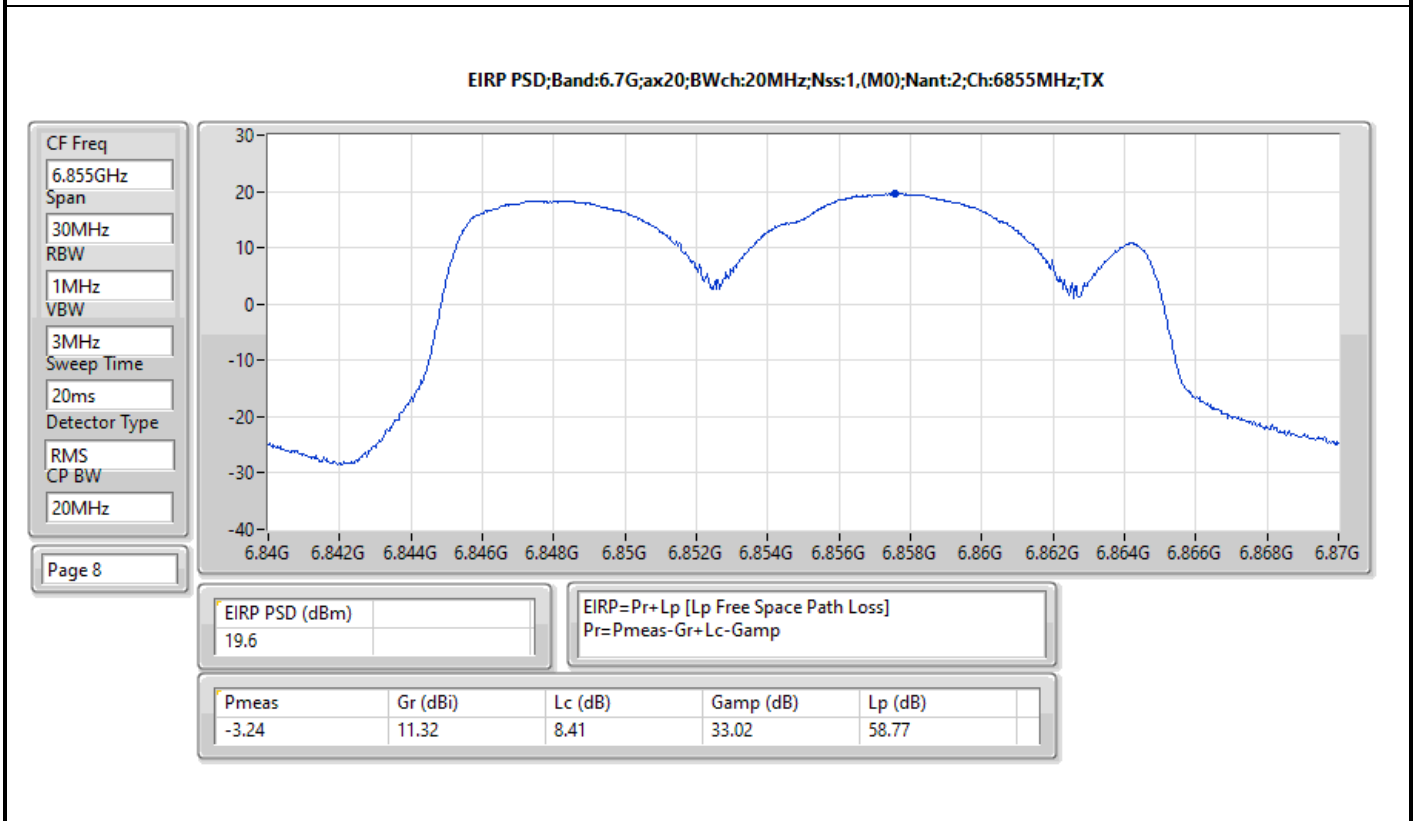 EIRP PSD;Band:6.7G;ax20;BWch:20MHz;Nss:1,(M0);Nant:2;Ch:6855MHz;TX
CF Freq
6.855GHz
Span
30MHz
RBW
1MHz
VBW
3MHz
Sweep Time
20ms
Detector Type
RMS
CP BW
20MHz
Page 8
30
20
10
0
-10
-20
-30
-40
6.84G 6.842G 6.844G 6.846G 6.848G 6.85G 6.852G 6.854G 6.856G 6.858G 6.86G 6.862G 6.864G 6.866G 6.868G 6.87G
EIRP PSD (dBm)
19.6
EIRP=Pr+Lp [Lp Free Space Path Loss]
Pr=Pmeas-Gr+Lc-Gamp
Pmeas Gr (dBi) Lc (dB) Gamp (dB) Lp (dB)
-3.24 11.32 8.41 33.02 58.77